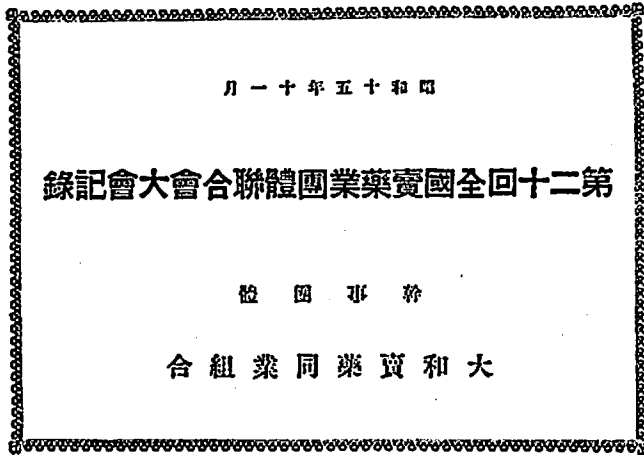 昭和十五年十一月
第二十回全國賣藥業團體聯合會大會記錄
幹事團體
大和賣藥同業組合